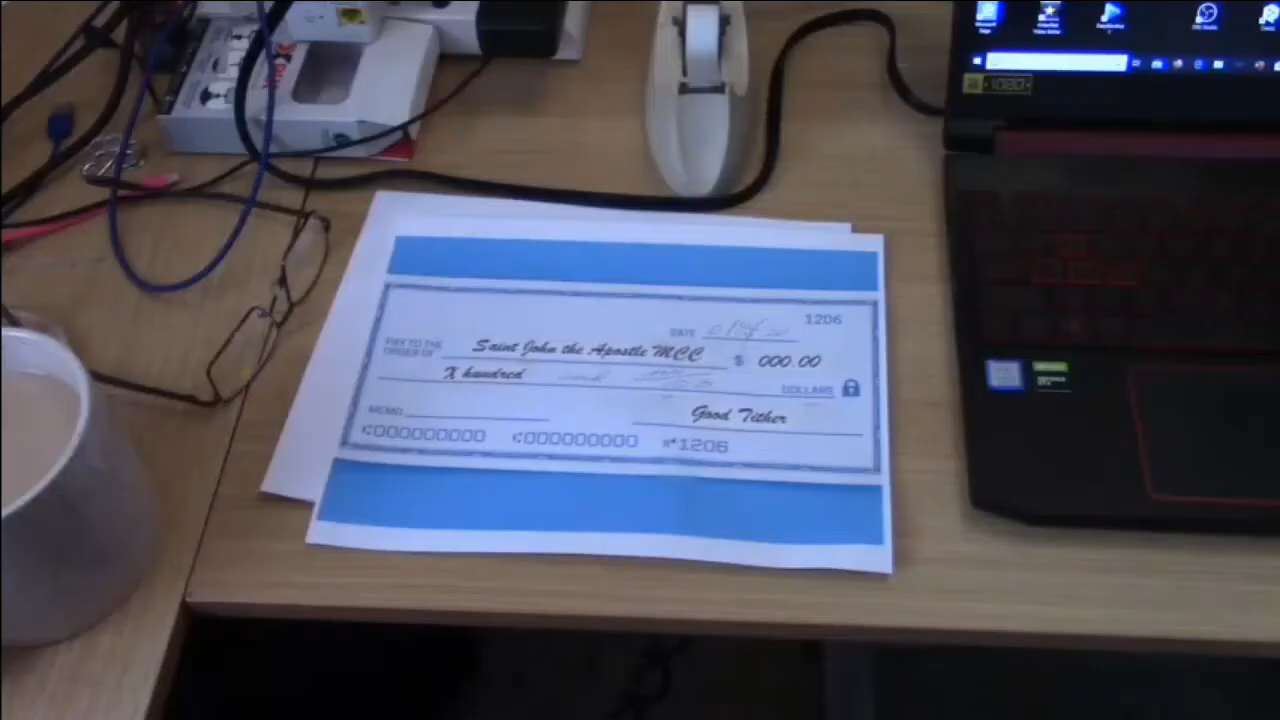 1206
DATE
PAY TO THE ORDER OF Saint John the Apostle MCC $ 000.00
X hundred DOLLARS
MEMO Good Tither
⑆000000000 ⑆000000000 ⑈1206